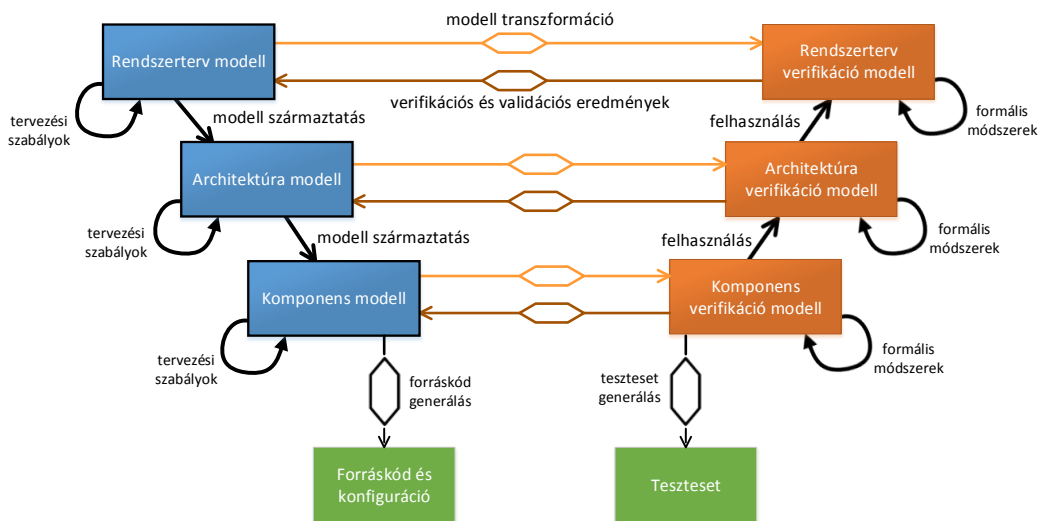 modell transzformáció
Rendszerterv modell
Rendszerterv
verifikáció modell
tervezési
szabályok
verifikációs és validációs eredmények
formális
módszerek
modell származtatás
felhasználás
Architektúra modell
Architektúra
verifikáció modell
tervezési
szabályok
formális
módszerek
modell származtatás
felhasználás
Komponens modell
Komponens
verifikáció modell
tervezési
szabályok
formális
módszerek
forráskód
generálás
teszteset
generálás
Forráskód és
konfiguráció
Teszteset